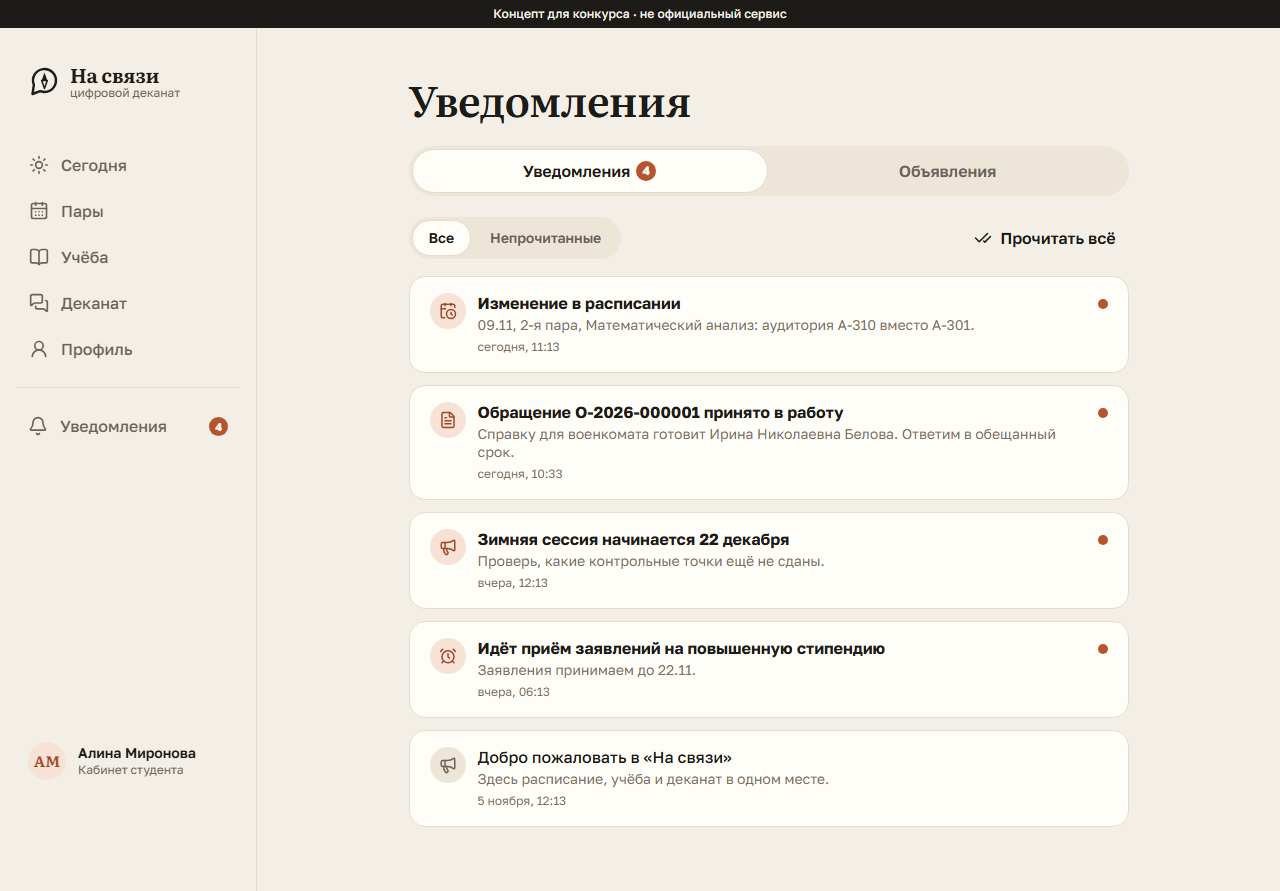 Концепт для конкурса · не официальный сервис
На связи
цифровой деканат
Сегодня
Пары
Учёба
Деканат
Профиль
Уведомления 4
АМ
Алина Миронова
Кабинет студента
Уведомления
Уведомления 4
Объявления
Все
Непрочитанные
Прочитать всё
Изменение в расписании
09.11, 2-я пара, Математический анализ: аудитория А-310 вместо А-301.
сегодня, 11:13
Обращение О-2026-000001 принято в работу
Справку для военкомата готовит Ирина Николаевна Белова. Ответим в обещанный
срок.
сегодня, 10:33
Зимняя сессия начинается 22 декабря
Проверь, какие контрольные точки ещё не сданы.
вчера, 12:13
Идёт приём заявлений на повышенную стипендию
Заявления принимаем до 22.11.
вчера, 06:13
Добро пожаловать в «На связи»
Здесь расписание, учёба и деканат в одном месте.
5 ноября, 12:13